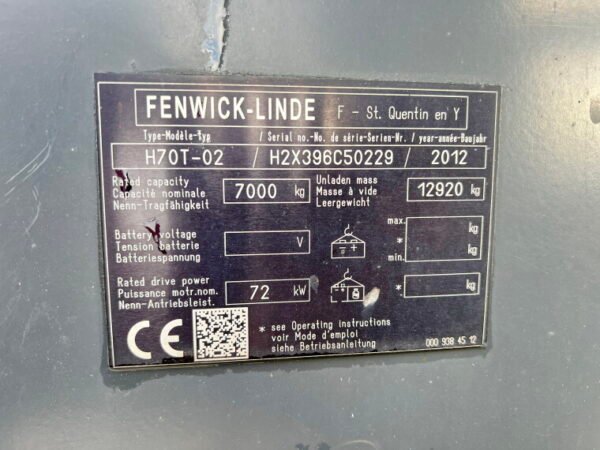 FENWICK-LINDE F - St. Quentin en Y
Type-Modèle-Typ / Serial no.-No. de série-Serien-Nr. / year-année-Baujahr
H70T-02 / H2X396C50229 / 2012
Rated capacity
Capacité nominale
Nenn-Tragfähigkeit
7000 kg
Unladen mass
Masse à vide
Leergewicht
12920 kg
Battery voltage
Tension batterie
Batteriespannung
V
max. kg
* kg
min.
Rated drive power
Puissance motr.nom.
Nenn-Antriebsleist.
72 kW
* kg
CE
* see Operating instructions
voir Mode d'emploi
siehe Betriebsanleitung
000 938 45 12